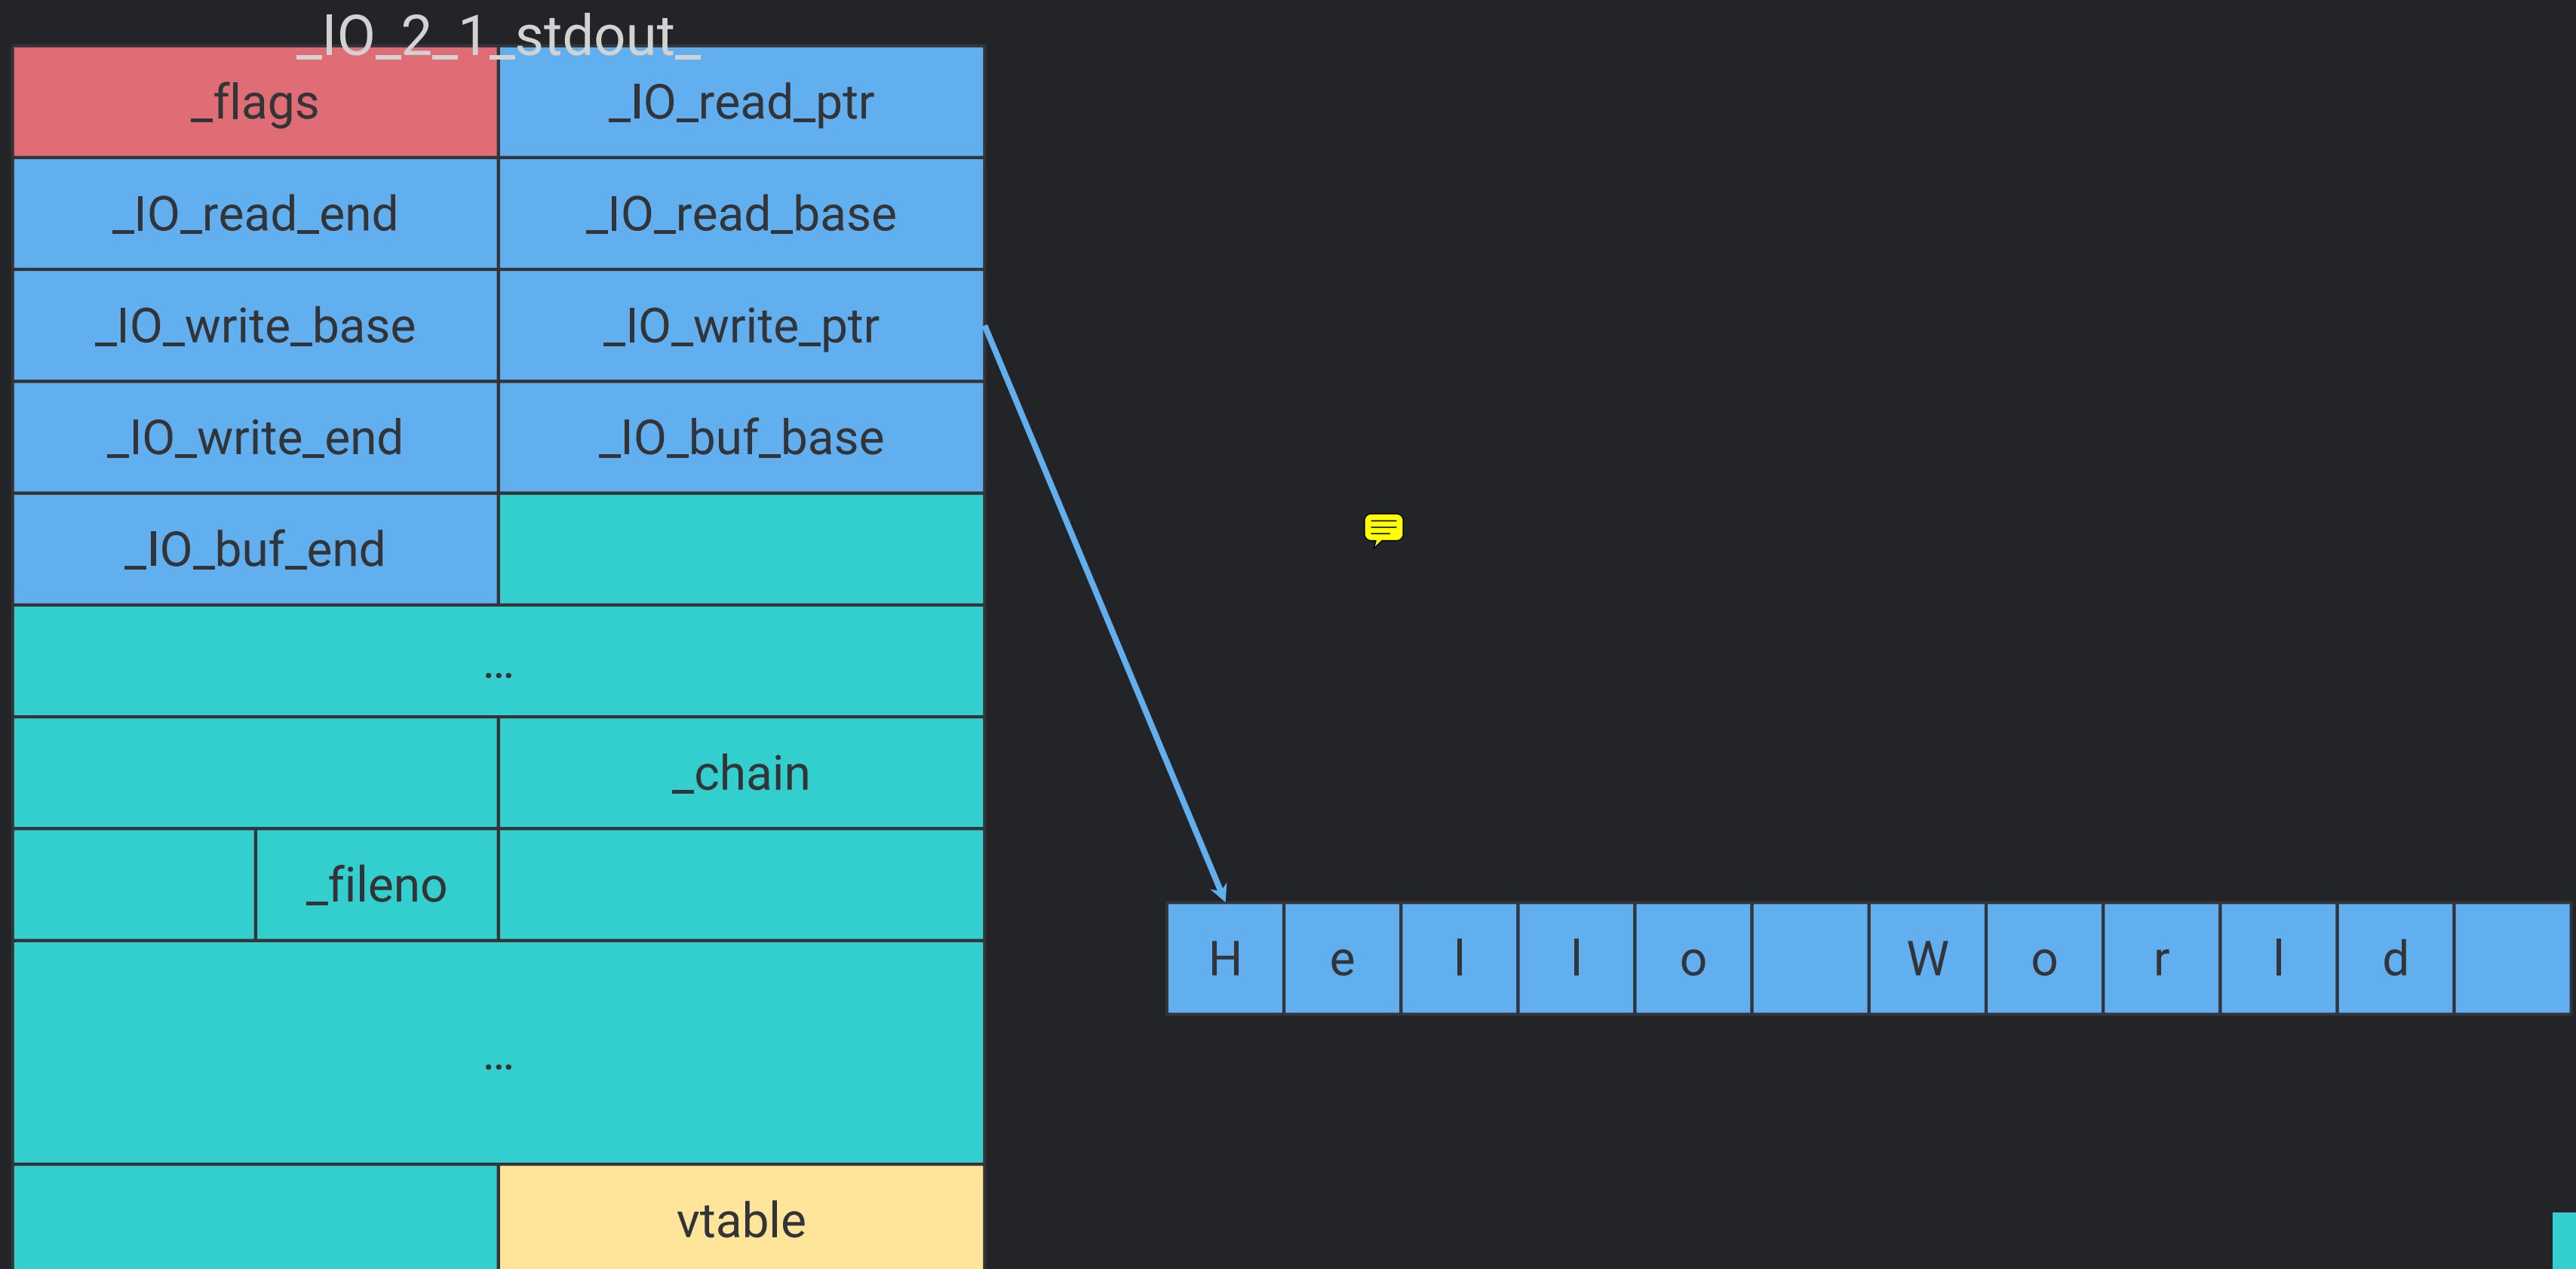 _IO_2_1_stdout_
_flags _IO_read_ptr
_IO_read_end _IO_read_base
_IO_write_base _IO_write_ptr
_IO_write_end _IO_buf_base
_IO_buf_end
...
_chain
_fileno
H e l l o W o r l d
...
vtable